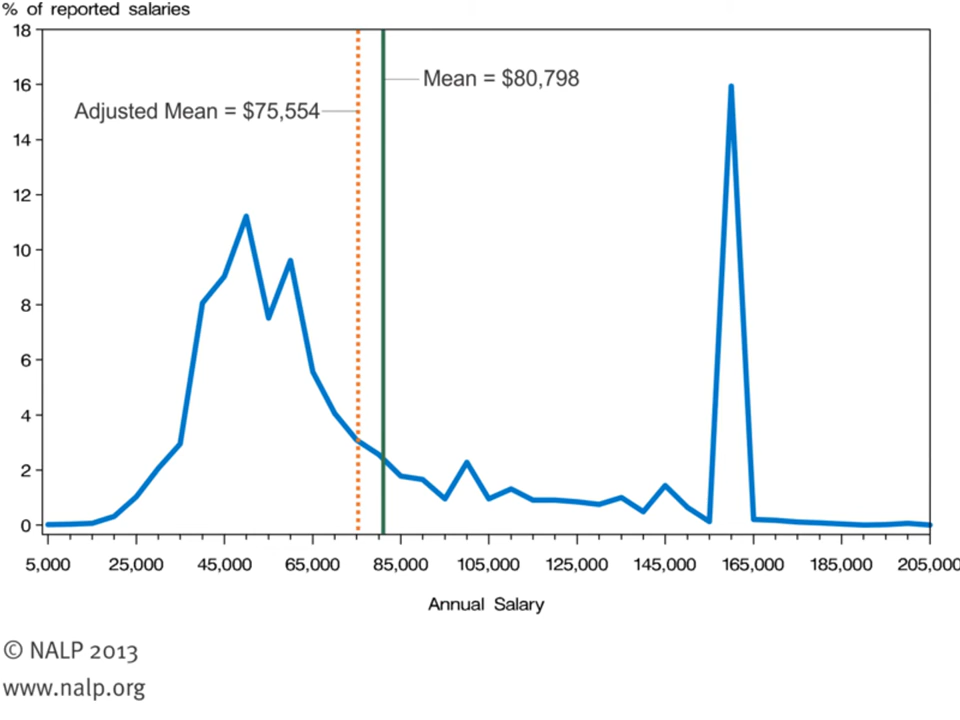 % of reported salaries
18
16
Mean = $80,798
Adjusted Mean = $75,554
14
12
10
8
6
4
2
0
5,000 25,000 45,000 65,000 85,000 105,000 125,000 145,000 165,000 185,000 205,000
Annual Salary
© NALP 2013
www.nalp.org